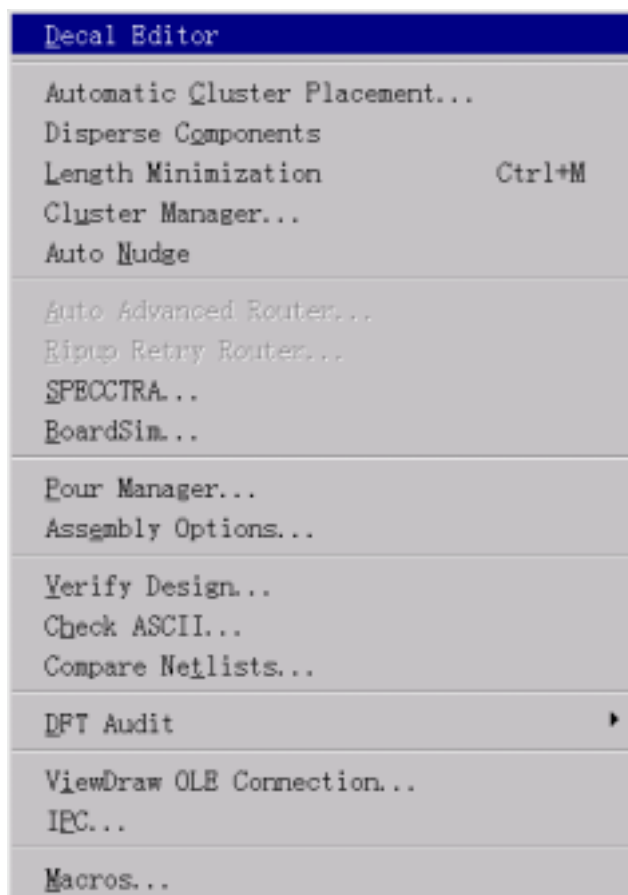 Decal Editor
Automatic Cluster Placement...
Disperse Components
Length Minimization Ctrl+M
Cluster Manager...
Auto Nudge
Auto Advanced Router...
Ripup Retry Router...
SPECCTRA...
BoardSim...
Pour Manager...
Assembly Options...
Verify Design...
Check ASCII...
Compare Netlists...
DFT Audit
ViewDraw OLE Connection...
IPC...
Macros...